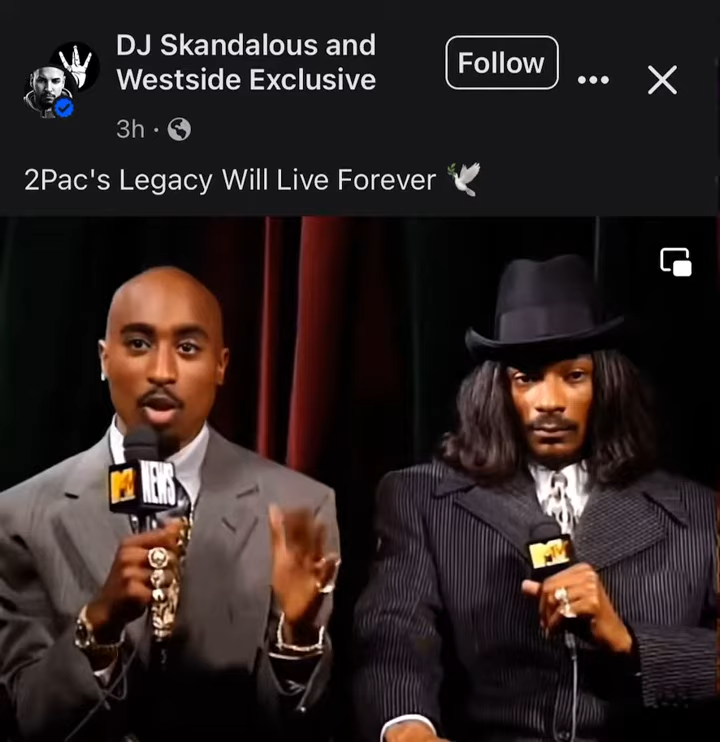 DJ Skandalous and
Westside Exclusive
Follow
3h
2Pac's Legacy Will Live Forever 🕊️
MTV NEWS
MTV